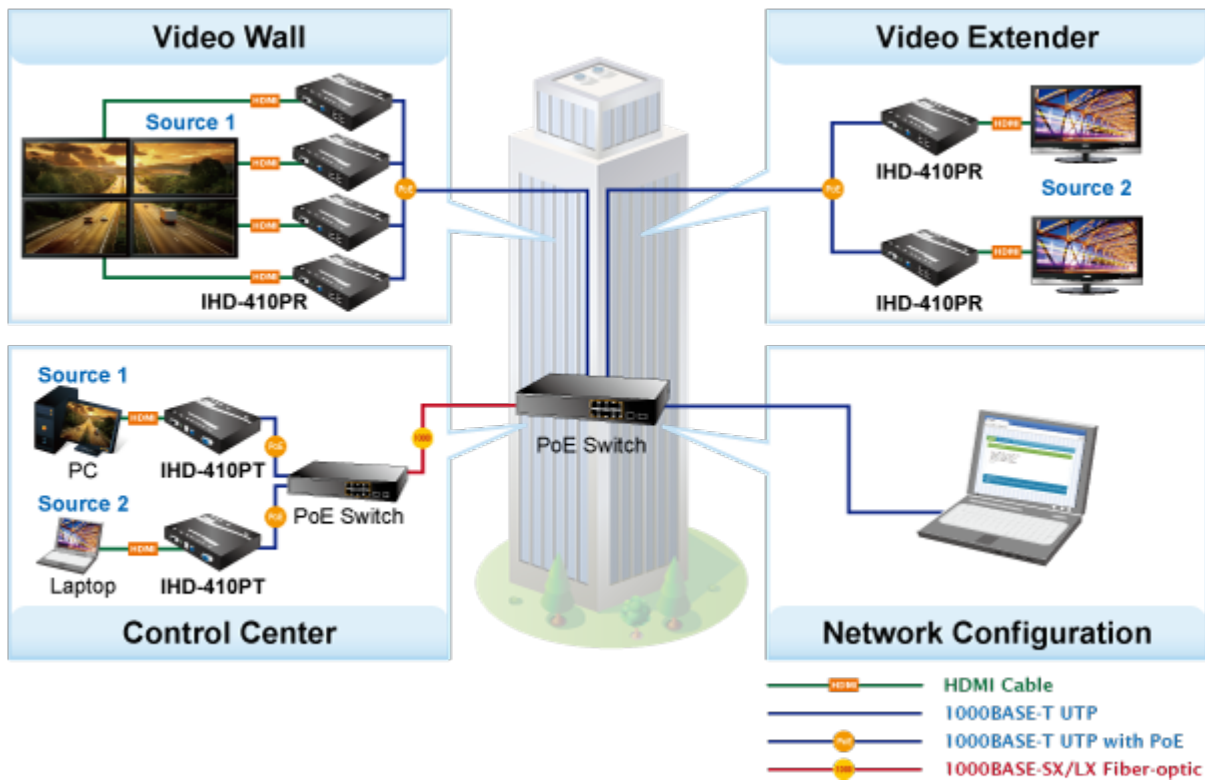 Video Wall
HDMI
Source 1
HDMI
PoE
HDMI
HDMI
IHD-410PR
Video Extender
HDMI
IHD-410PR
PoE
Source 2
HDMI
IHD-410PR
Source 1
HDMI
PC
IHD-410PT
PoE
1000
PoE Switch
Source 2
PoE
HDMI
Laptop
IHD-410PT
Control Center
PoE Switch
Network Configuration
HDMI HDMI Cable
1000BASE-T UTP
PoE 1000BASE-T UTP with PoE
1000 1000BASE-SX/LX Fiber-optic